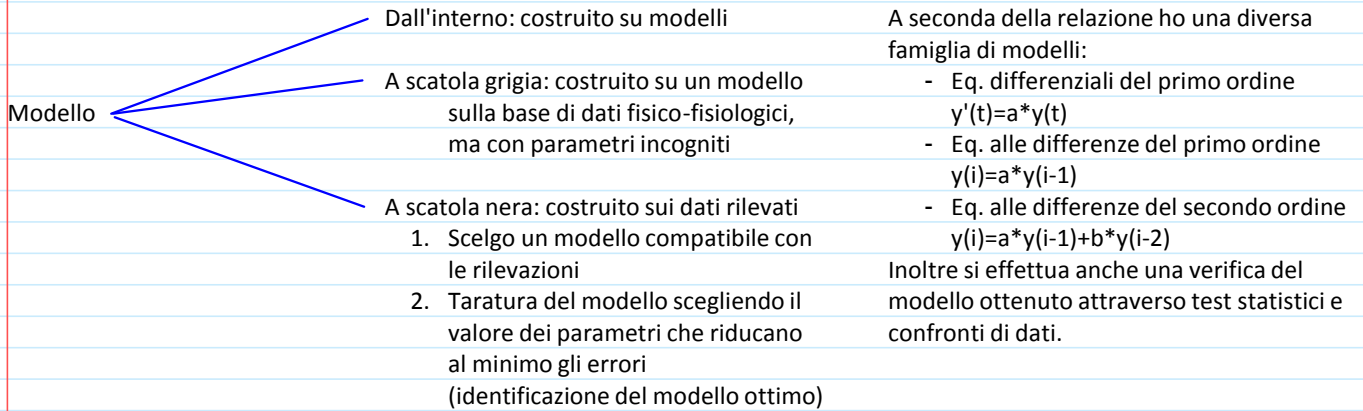 Modello
Dall'interno: costruito su modelli
A scatola grigia: costruito su un modello
sulla base di dati fisico-fisiologici,
ma con parametri incogniti
A scatola nera: costruito sui dati rilevati
1. Scelgo un modello compatibile con
le rilevazioni
2. Taratura del modello scegliendo il
valore dei parametri che riducano
al minimo gli errori
(identificazione del modello ottimo)
A seconda della relazione ho una diversa
famiglia di modelli:
- Eq. differenziali del primo ordine
y'(t)=a*y(t)
- Eq. alle differenze del primo ordine
y(i)=a*y(i-1)
- Eq. alle differenze del secondo ordine
y(i)=a*y(i-1)+b*y(i-2)
Inoltre si effettua anche una verifica del
modello ottenuto attraverso test statistici e
confronti di dati.